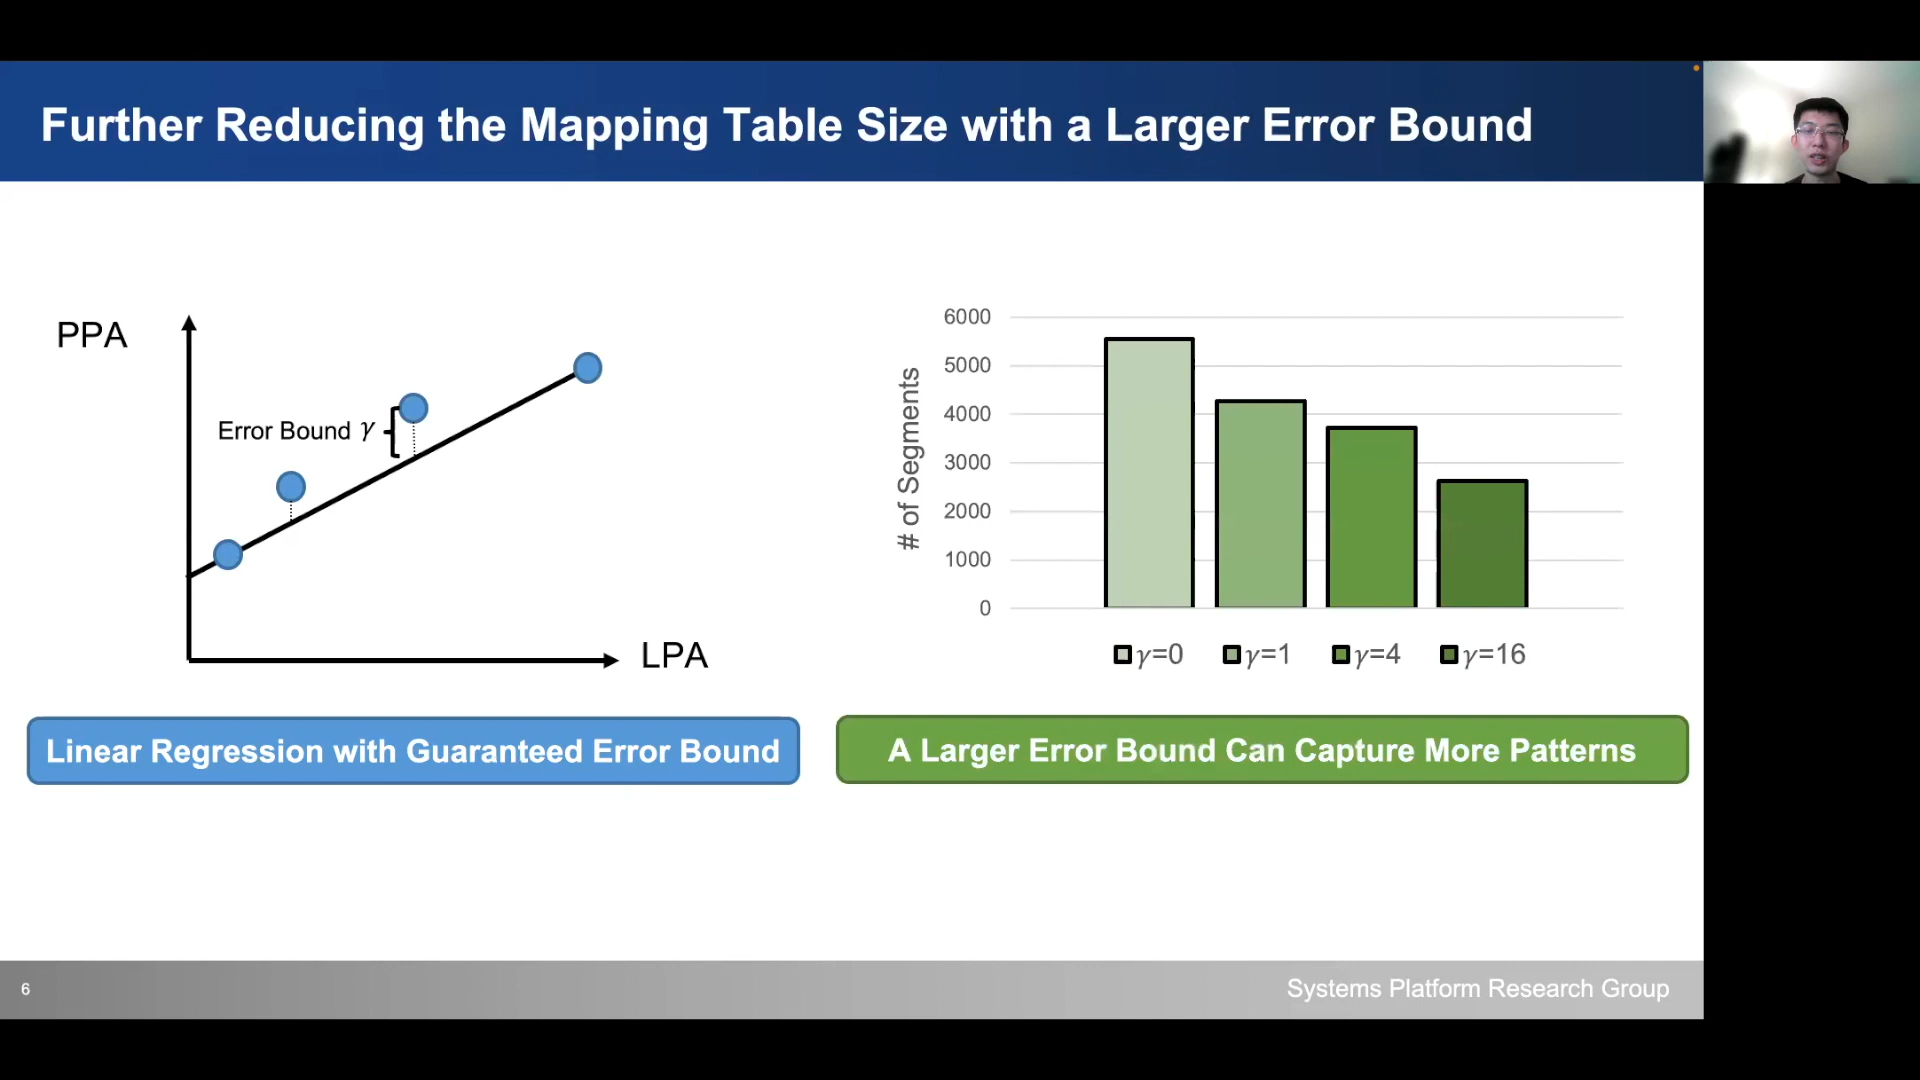 Further Reducing the Mapping Table Size with a Larger Error Bound
PPA
Error Bound γ
LPA
# of Segments
6000
5000
4000
3000
2000
1000
0
γ=0 γ=1 γ=4 γ=16
Linear Regression with Guaranteed Error Bound
A Larger Error Bound Can Capture More Patterns
6
Systems Platform Research Group